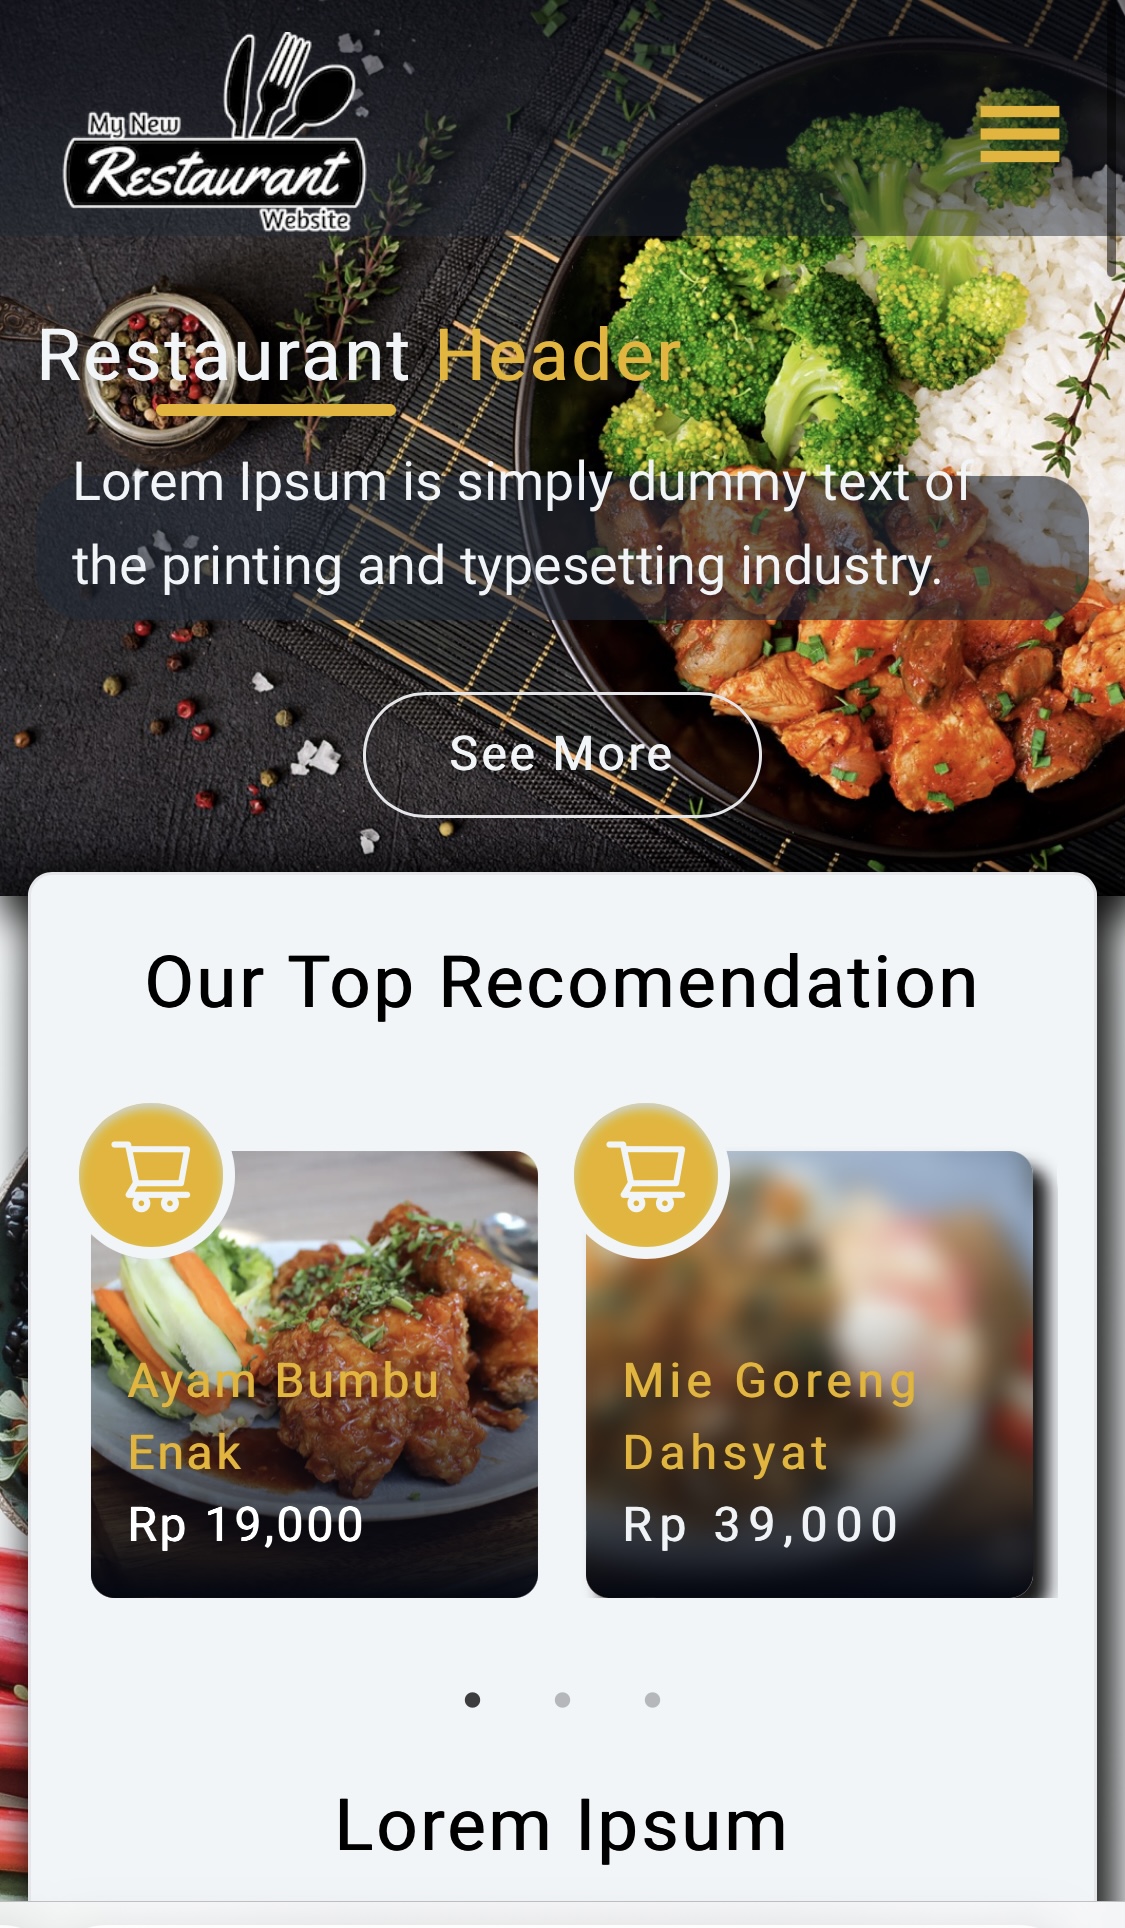 My New
Restaurant
Website
Restaurant Header
Lorem Ipsum is simply dummy text of
the printing and typesetting industry.
See More
Our Top Recomendation
Ayam Bumbu
Enak
Rp 19,000
Mie Goreng
Dahsyat
Rp 39,000
Lorem Ipsum